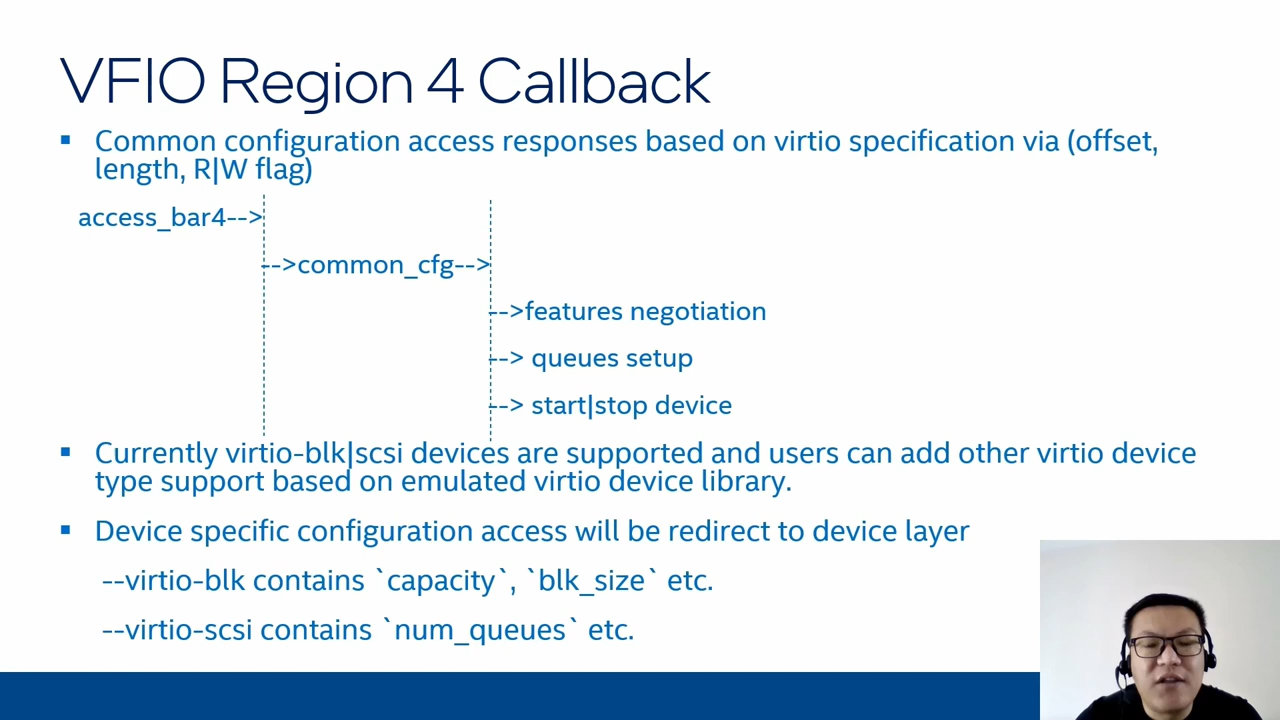 VFIO Region 4 Callback
▪ Common configuration access responses based on virtio specification via (offset,
length, R|W flag)
access_bar4-->
-->common_cfg-->
-->features negotiation
--> queues setup
--> start|stop device
▪ Currently virtio-blk|scsi devices are supported and users can add other virtio device
type support based on emulated virtio device library.
▪ Device specific configuration access will be redirect to device layer
--virtio-blk contains `capacity`, `blk_size` etc.
--virtio-scsi contains `num_queues` etc.